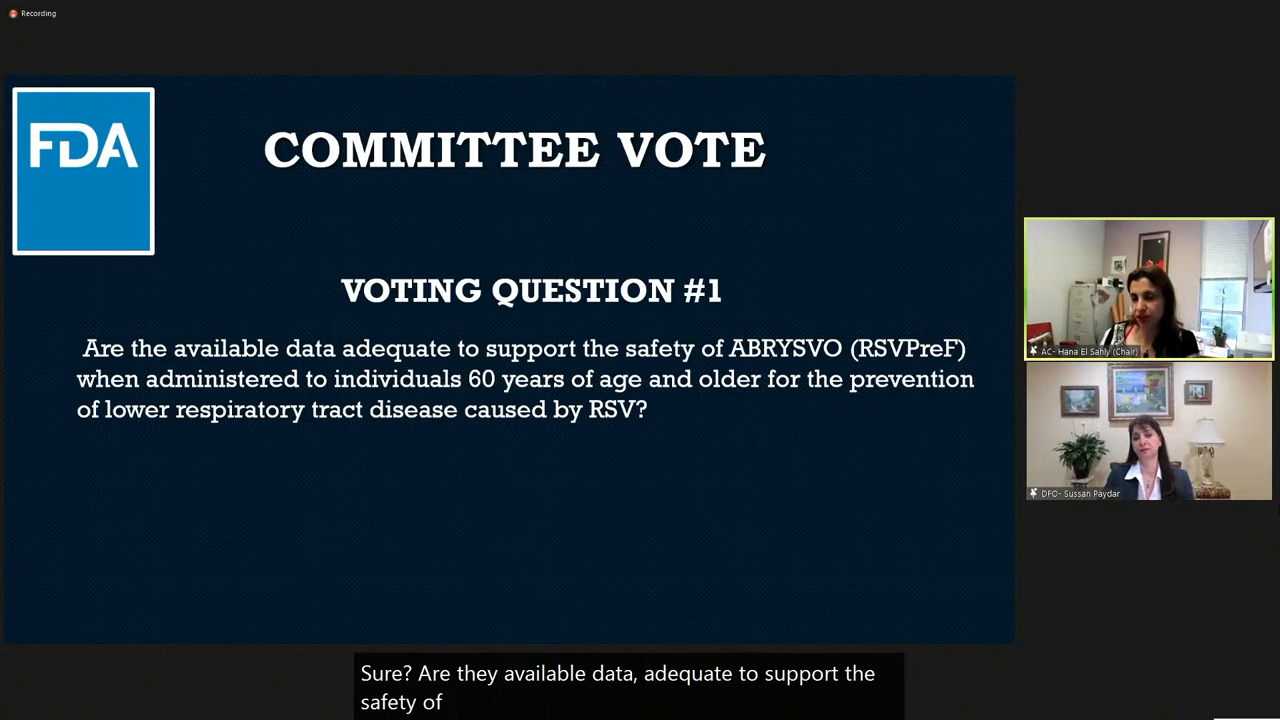 Recording
FDA
COMMITTEE VOTE
VOTING QUESTION #1
Are the available data adequate to support the safety of ABRYSVO (RSVPreF)
when administered to individuals 60 years of age and older for the prevention
of lower respiratory tract disease caused by RSV?
AC- Hana El Sahly (Chair)
DFO- Sussan Paydar
Sure? Are they available data, adequate to support the
safety of